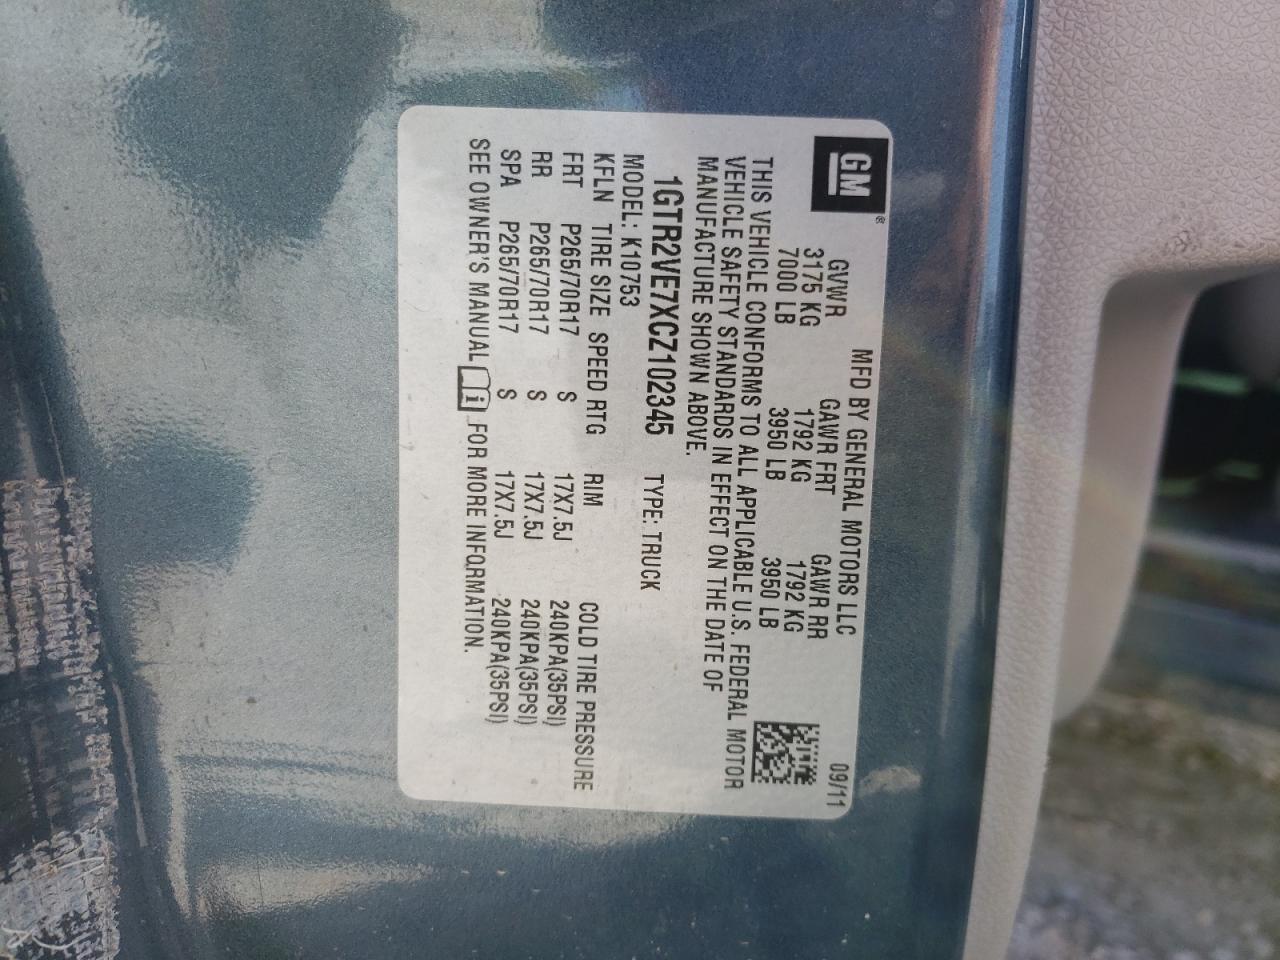 GM®
MFD BY GENERAL MOTORS LLC 09/11
GVWR GAWR FRT GAWR RR
3175 KG 1792 KG 1792 KG
7000 LB 3950 LB 3950 LB
THIS VEHICLE CONFORMS TO ALL APPLICABLE U.S. FEDERAL MOTOR
VEHICLE SAFETY STANDARDS IN EFFECT ON THE DATE OF
MANUFACTURE SHOWN ABOVE.
1GTR2VE7XCZ102345 TYPE: TRUCK
MODEL: K10753
KFLN TIRE SIZE SPEED RTG RIM COLD TIRE PRESSURE
FRT P265/70R17 S 17X7.5J 240KPA(35PSI)
RR P265/70R17 S 17X7.5J 240KPA(35PSI)
SPA P265/70R17 S 17X7.5J 240KPA(35PSI)
SEE OWNER'S MANUAL i FOR MORE INFORMATION.